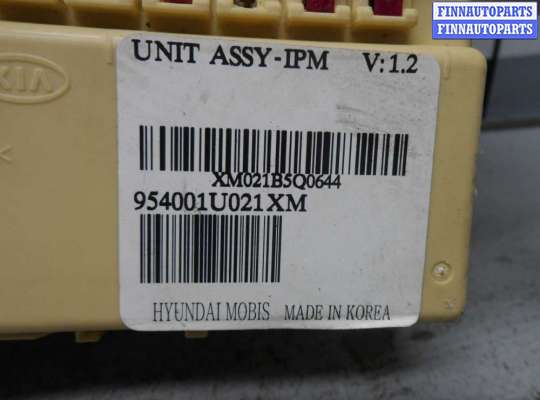 FINNAUTOPARTS
FINNAUTOPARTS
UNIT ASSY-IPM V: 1.2
KIA
XM021B5Q0644
954001U021XM
HYUNDAI MOBIS MADE IN KOREA